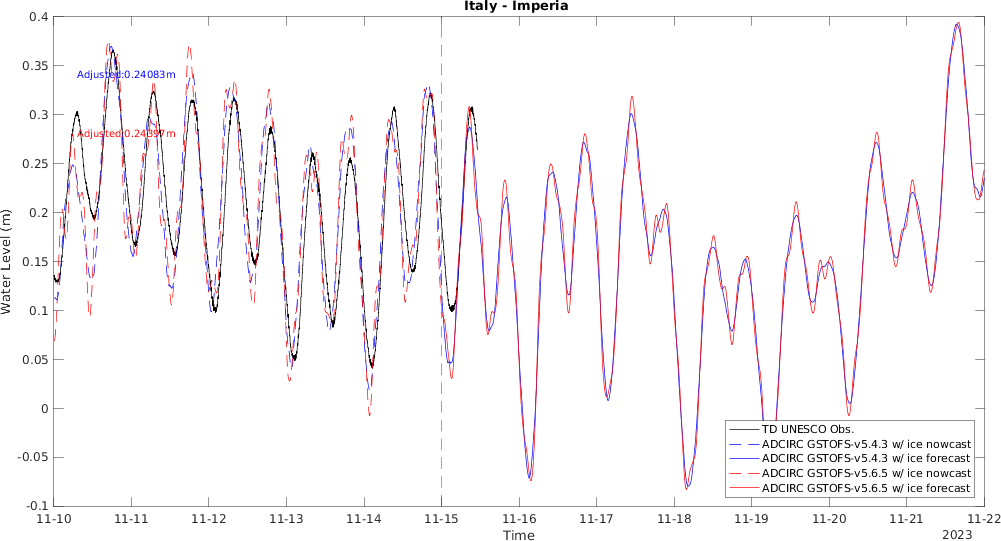 Italy - Imperia
0.4
0.35
0.3
0.25
0.2
0.15
0.1
0.05
0
-0.05
-0.1
Water Level (m)
Adjusted:0.24083m
Adjusted:0.24397m
TD UNESCO Obs.
ADCIRC GSTOFS-v5.4.3 w/ ice nowcast
ADCIRC GSTOFS-v5.4.3 w/ ice forecast
ADCIRC GSTOFS-v5.6.5 w/ ice nowcast
ADCIRC GSTOFS-v5.6.5 w/ ice forecast
11-10 11-11 11-12 11-13 11-14 11-15 11-16 11-17 11-18 11-19 11-20 11-21 11-22
Time
2023